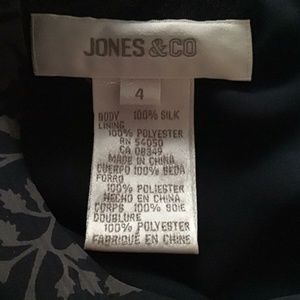 JONES & CO
4
BODY 100% SILK
LINING
100% POLYESTER
RN 54050
CA 08349
MADE IN CHINA
CUERPO 100% SEDA
FORRO
100% POLIESTER
HECHO EN CHINA
CORPS 100% SOIE
DOUBLURE
100% POLYESTER
FABRIQUÉ EN CHINE